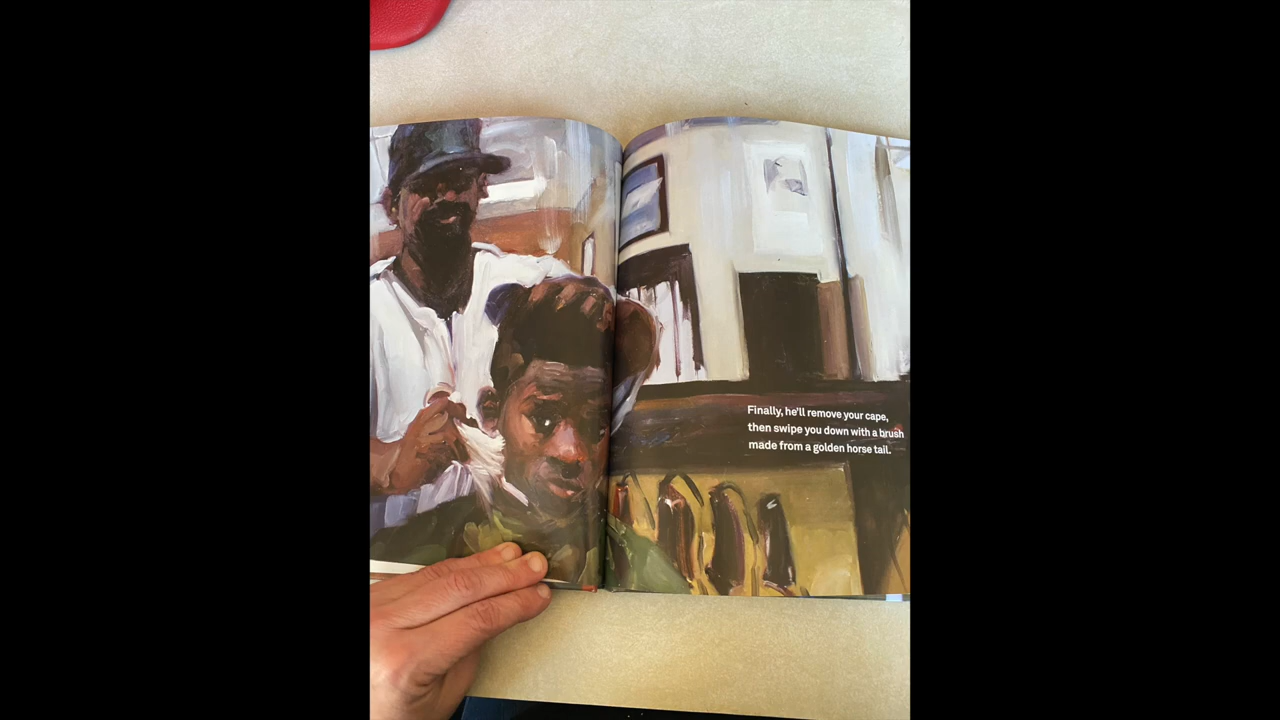 Finally, he'll remove your cape,
then swipe you down with a brush
made from a golden horse tail.